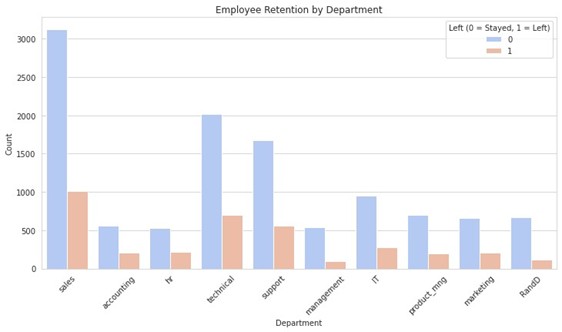 Employee Retention by Department
Left (0 = Stayed, 1 = Left)
0
1
Count
3000
2500
2000
1500
1000
500
0
sales
accounting
hr
technical
support
management
IT
product_mng
marketing
RandD
Department